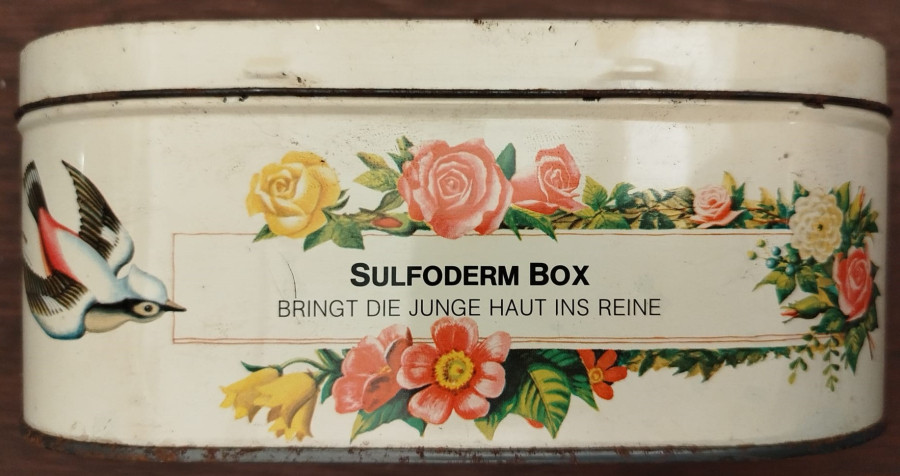 SULFODERM BOX
BRINGT DIE JUNGE HAUT INS REINE